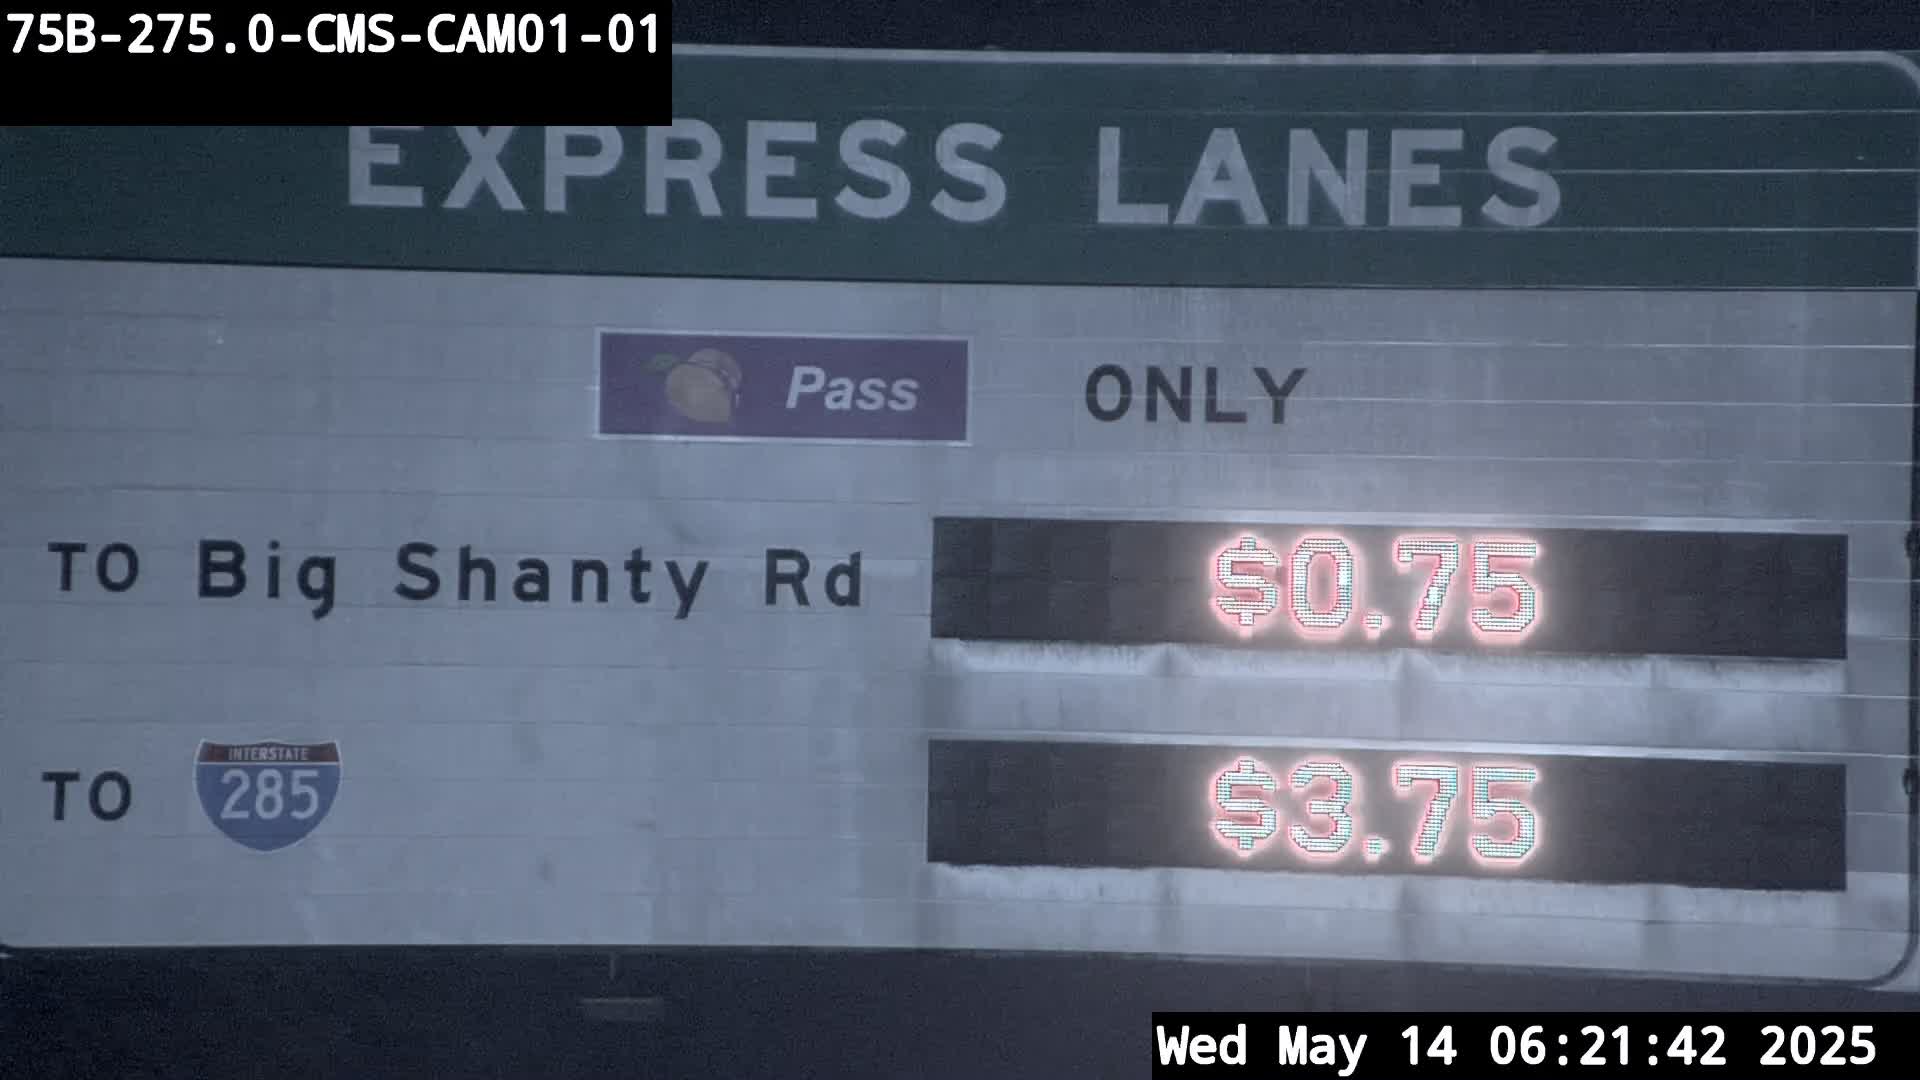 75B-275.0-CMS-CAM01-01
EXPRESS LANES
Pass ONLY
TO Big Shanty Rd $0.75
TO INTERSTATE 285 $3.75
Wed May 14 06:21:42 2025